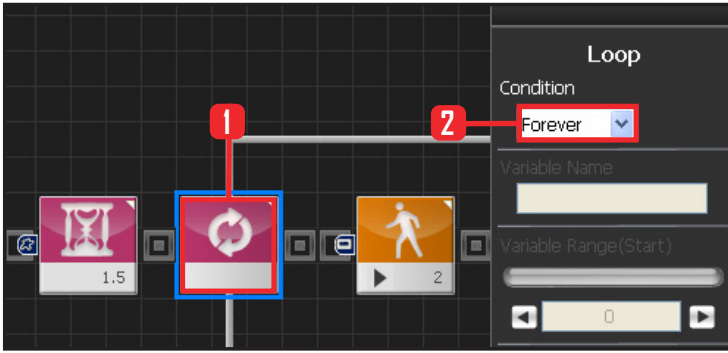 Loop
Condition
1
2
Forever
Variable Name
Variable Range(Start)
1.5
2
0